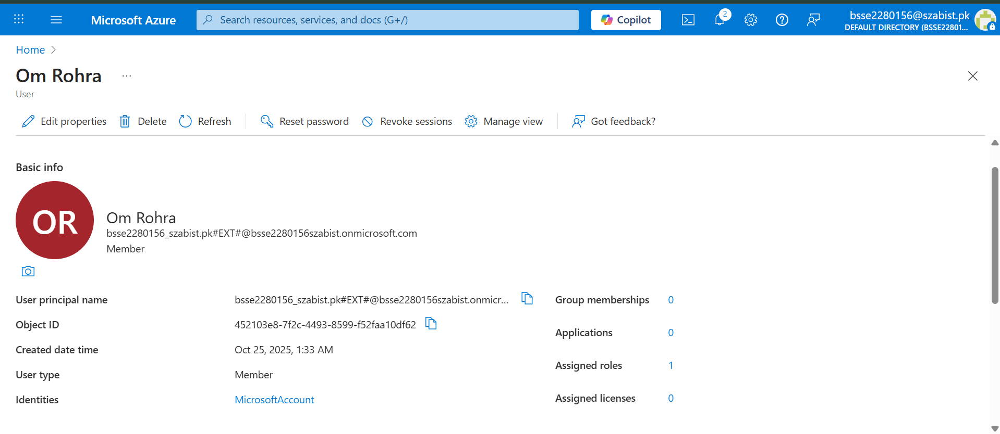 Microsoft Azure
Search resources, services, and docs (G+/)
Copilot
2
bsse2280156@szabist.pk
DEFAULT DIRECTORY (BSSE22801...
Home
Om Rohra ...
User
Edit properties Delete Refresh Reset password Revoke sessions Manage view Got feedback?
Basic info
OR
Om Rohra
bsse2280156_szabist.pk#EXT#@bsse2280156szabist.onmicrosoft.com
Member
User principal name bsse2280156_szabist.pk#EXT#@bsse2280156szabist.onmicr...
Object ID 452103e8-7f2c-4493-8599-f52faa10df62
Created date time Oct 25, 2025, 1:33 AM
User type Member
Identities MicrosoftAccount
Group memberships 0
Applications 0
Assigned roles 1
Assigned licenses 0